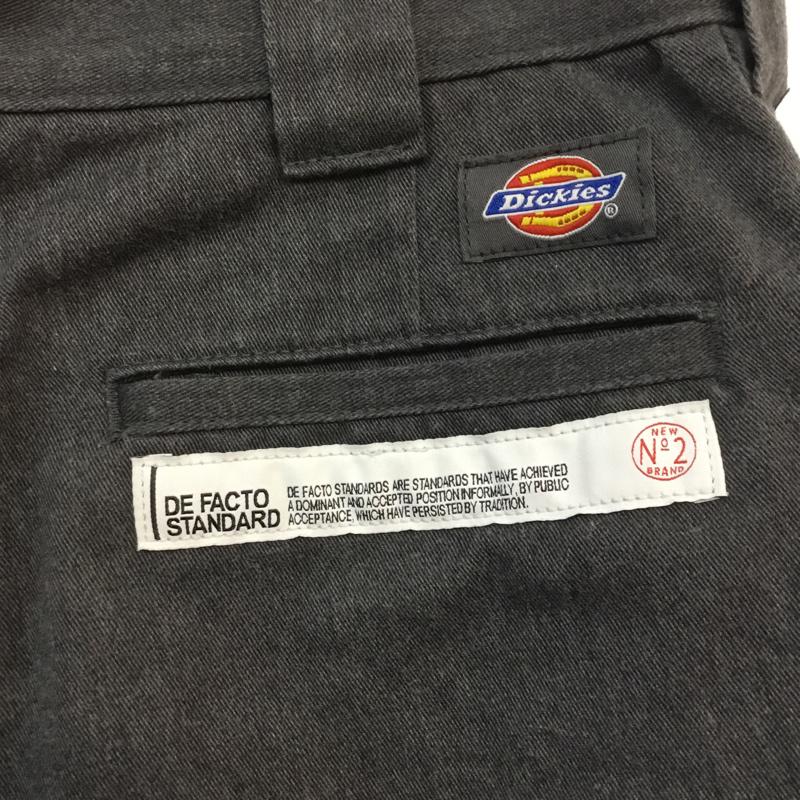 Dickies®
DE FACTO
STANDARD
DE FACTO STANDARDS ARE STANDARDS THAT HAVE ACHIEVED
A DOMINANT AND ACCEPTED POSITION INFORMALLY, BY PUBLIC
ACCEPTANCE, WHICH HAVE PERSISTED BY TRADITION.
NEW
Nº2
BRAND